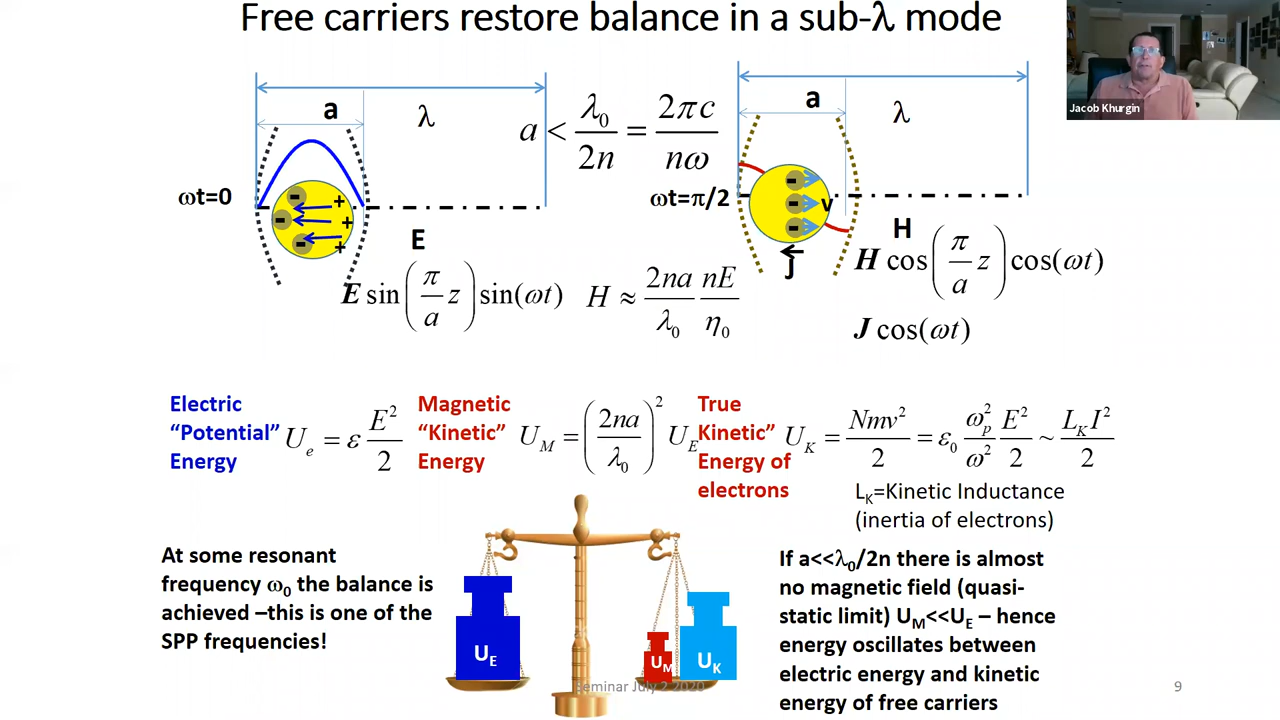 Free carriers restore balance in a sub-λ mode
Jacob Khurgin
a
λ
a < λ₀/2n = 2πc/nω
a
λ
ωt=0
-
-
-
+
+
+
ωt=π/2
-
-
-
v
J
E
H
E sin(π/a z) sin(ωt)
H ≈ 2na/λ₀ nE/η₀
H cos(π/a z) cos(ωt)
J cos(ωt)
Electric
“Potential”
Energy
U_e = ε E²/2
Magnetic
“Kinetic”
Energy
U_M = (2na/λ₀)² U_E
True
Kinetic”
Energy of
electrons
U_K = Nmv²/2 = ε₀ ω_p²/ω² E²/2 ~ L_K I²/2
L_K=Kinetic Inductance
(inertia of electrons)
At some resonant
frequency ω₀ the balance is
achieved –this is one of the
SPP frequencies!
U_E
U_M
U_K
If a<<λ₀/2n there is almost
no magnetic field (quasi-
static limit) U_M<<U_E – hence
energy oscillates between
electric energy and kinetic
energy of free carriers
Seminar July 2 2020
9